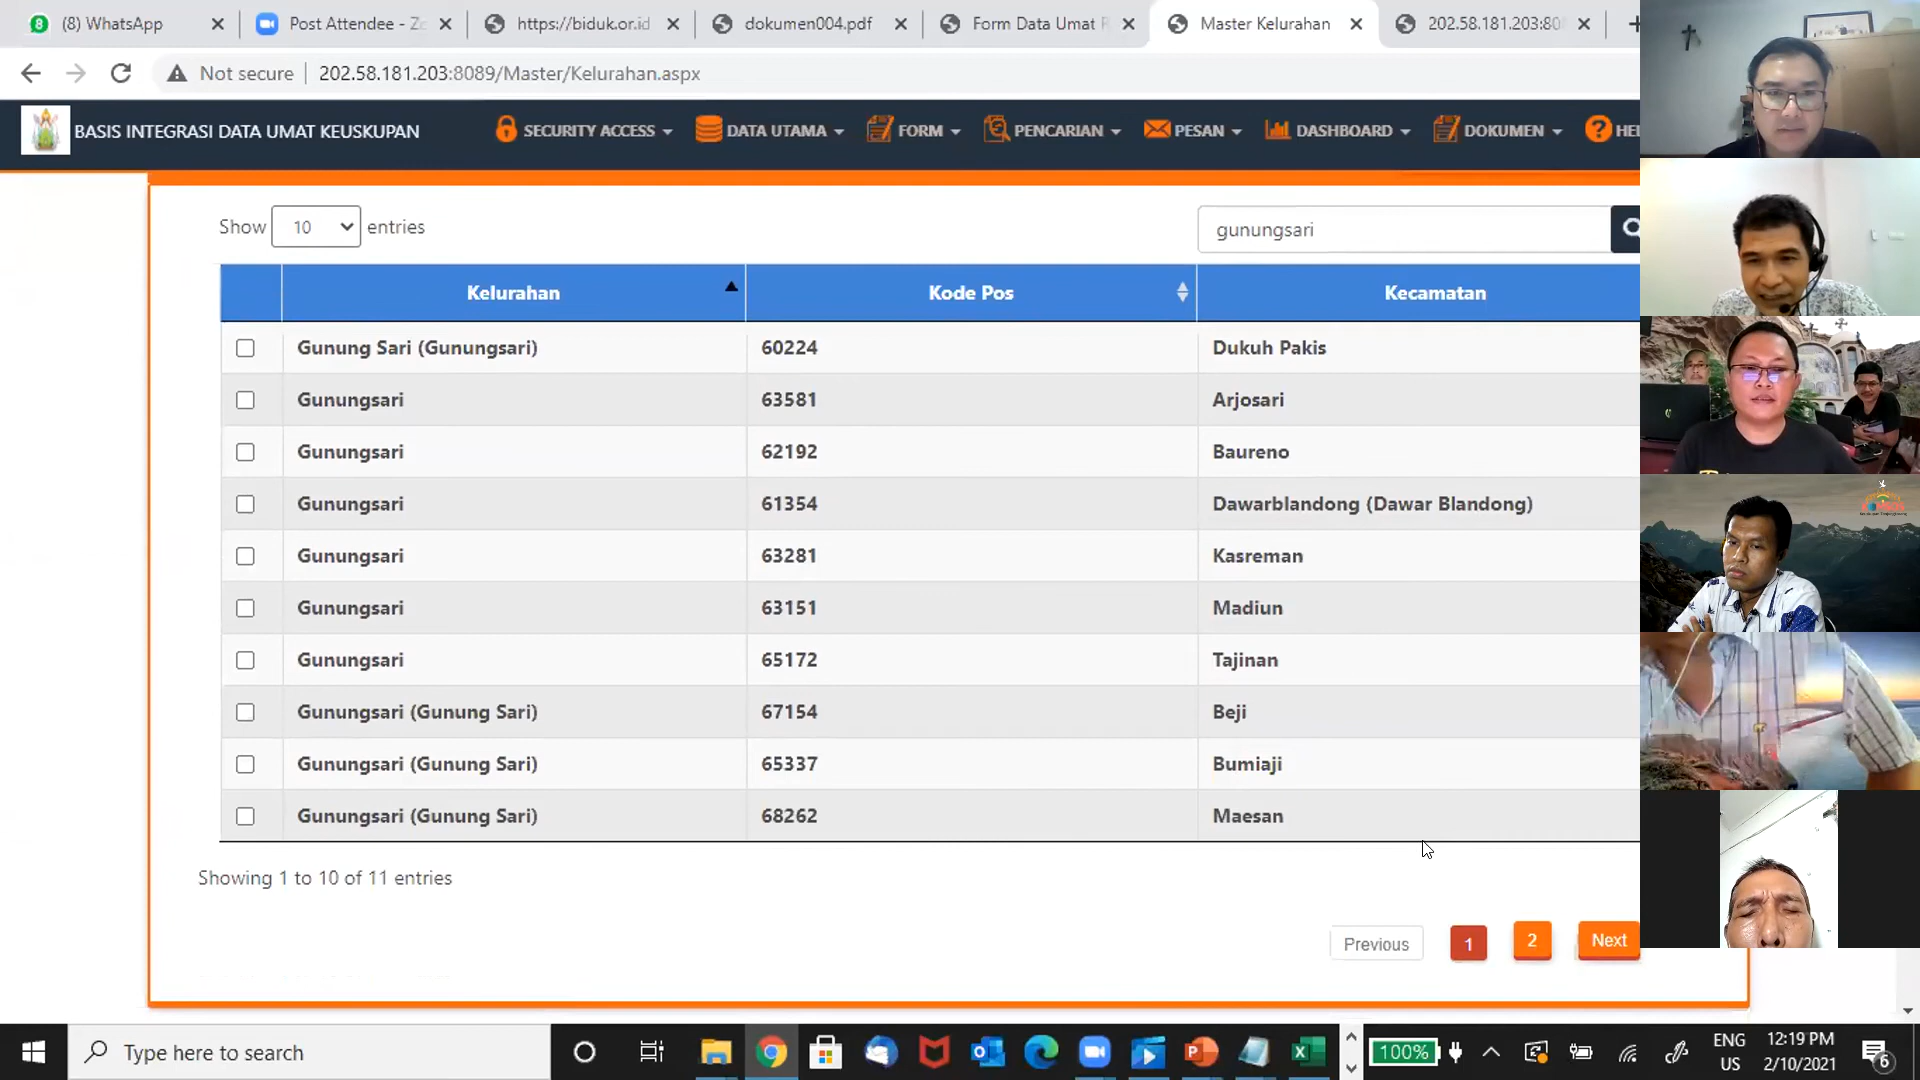 (8) WhatsApp
Post Attendee - Zo
https://biduk.or.id
dokumen004.pdf
Form Data Umat
Master Kelurahan
202.58.181.203:80
Not secure
202.58.181.203:8089/Master/Kelurahan.aspx
BASIS INTEGRASI DATA UMAT KEUSKUPAN
SECURITY ACCESS
DATA UTAMA
FORM
PENCARIAN
PESAN
DASHBOARD
DOKUMEN
HEL
Show 10 entries
gunungsari
Kelurahan Kode Pos Kecamatan
Gunung Sari (Gunungsari) 60224 Dukuh Pakis
Gunungsari 63581 Arjosari
Gunungsari 62192 Baureno
Gunungsari 61354 Dawarblandong (Dawar Blandong)
Gunungsari 63281 Kasreman
Gunungsari 63151 Madiun
Gunungsari 65172 Tajinan
Gunungsari (Gunung Sari) 67154 Beji
Gunungsari (Gunung Sari) 65337 Bumiaji
Gunungsari (Gunung Sari) 68262 Maesan
Showing 1 to 10 of 11 entries
Previous 1 2 Next
Type here to search
100%
ENG
US
12:19 PM
2/10/2021
6